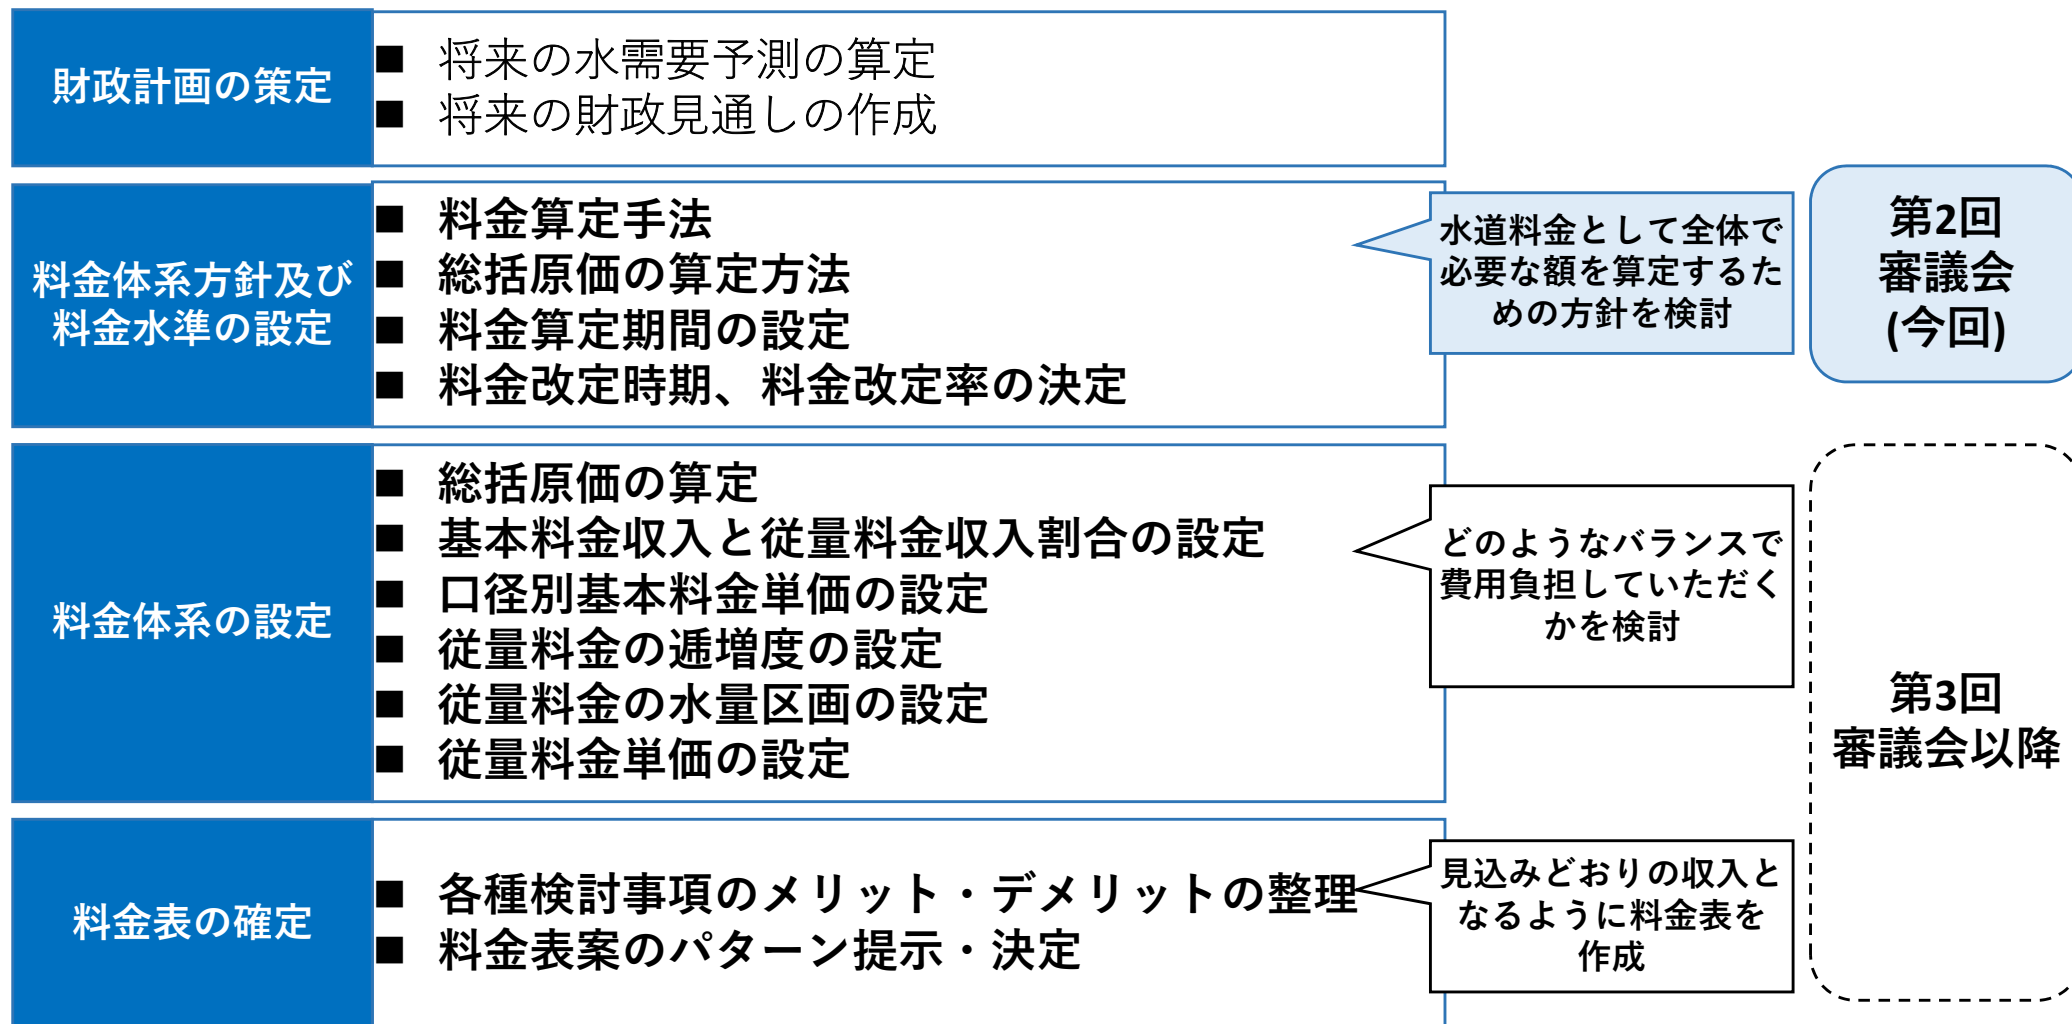 財政計画の策定
■ 将来の水需要予測の算定
■ 将来の財政見通しの作成
料金体系方針及び
料金水準の設定
■ 料金算定手法
■ 総括原価の算定方法
■ 料金算定期間の設定
■ 料金改定時期、料金改定率の決定
水道料金として全体で
必要な額を算定するた
めの方針を検討
第2回
審議会
(今回)
料金体系の設定
■ 総括原価の算定
■ 基本料金収入と従量料金収入割合の設定
■ 口径別基本料金単価の設定
■ 従量料金の逓増度の設定
■ 従量料金の水量区画の設定
■ 従量料金単価の設定
どのようなバランスで
費用負担していただく
かを検討
第3回
審議会以降
料金表の確定
■ 各種検討事項のメリット・デメリットの整理
■ 料金表案のパターン提示・決定
見込みどおりの収入と
なるように料金表を
作成